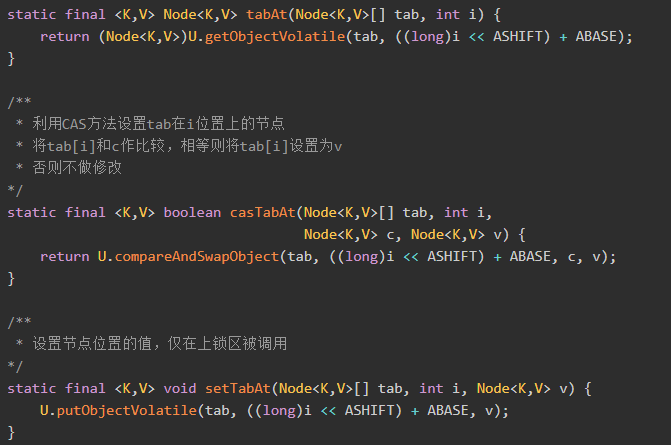 static final <K,V> Node<K,V> tabAt(Node<K,V>[] tab, int i) {
    return (Node<K,V>)U.getObjectVolatile(tab, ((long)i << ASHIFT) + ABASE);
}

/**
 * 利用CAS方法设置tab在i位置上的节点
 * 将tab[i]和c作比较，相等则将tab[i]设置为v
 * 否则不做修改
*/
static final <K,V> boolean casTabAt(Node<K,V>[] tab, int i,
                                    Node<K,V> c, Node<K,V> v) {
    return U.compareAndSwapObject(tab, ((long)i << ASHIFT) + ABASE, c, v);
}

/**
 * 设置节点位置的值，仅在上锁区被调用
*/
static final <K,V> void setTabAt(Node<K,V>[] tab, int i, Node<K,V> v) {
    U.putObjectVolatile(tab, ((long)i << ASHIFT) + ABASE, v);
}